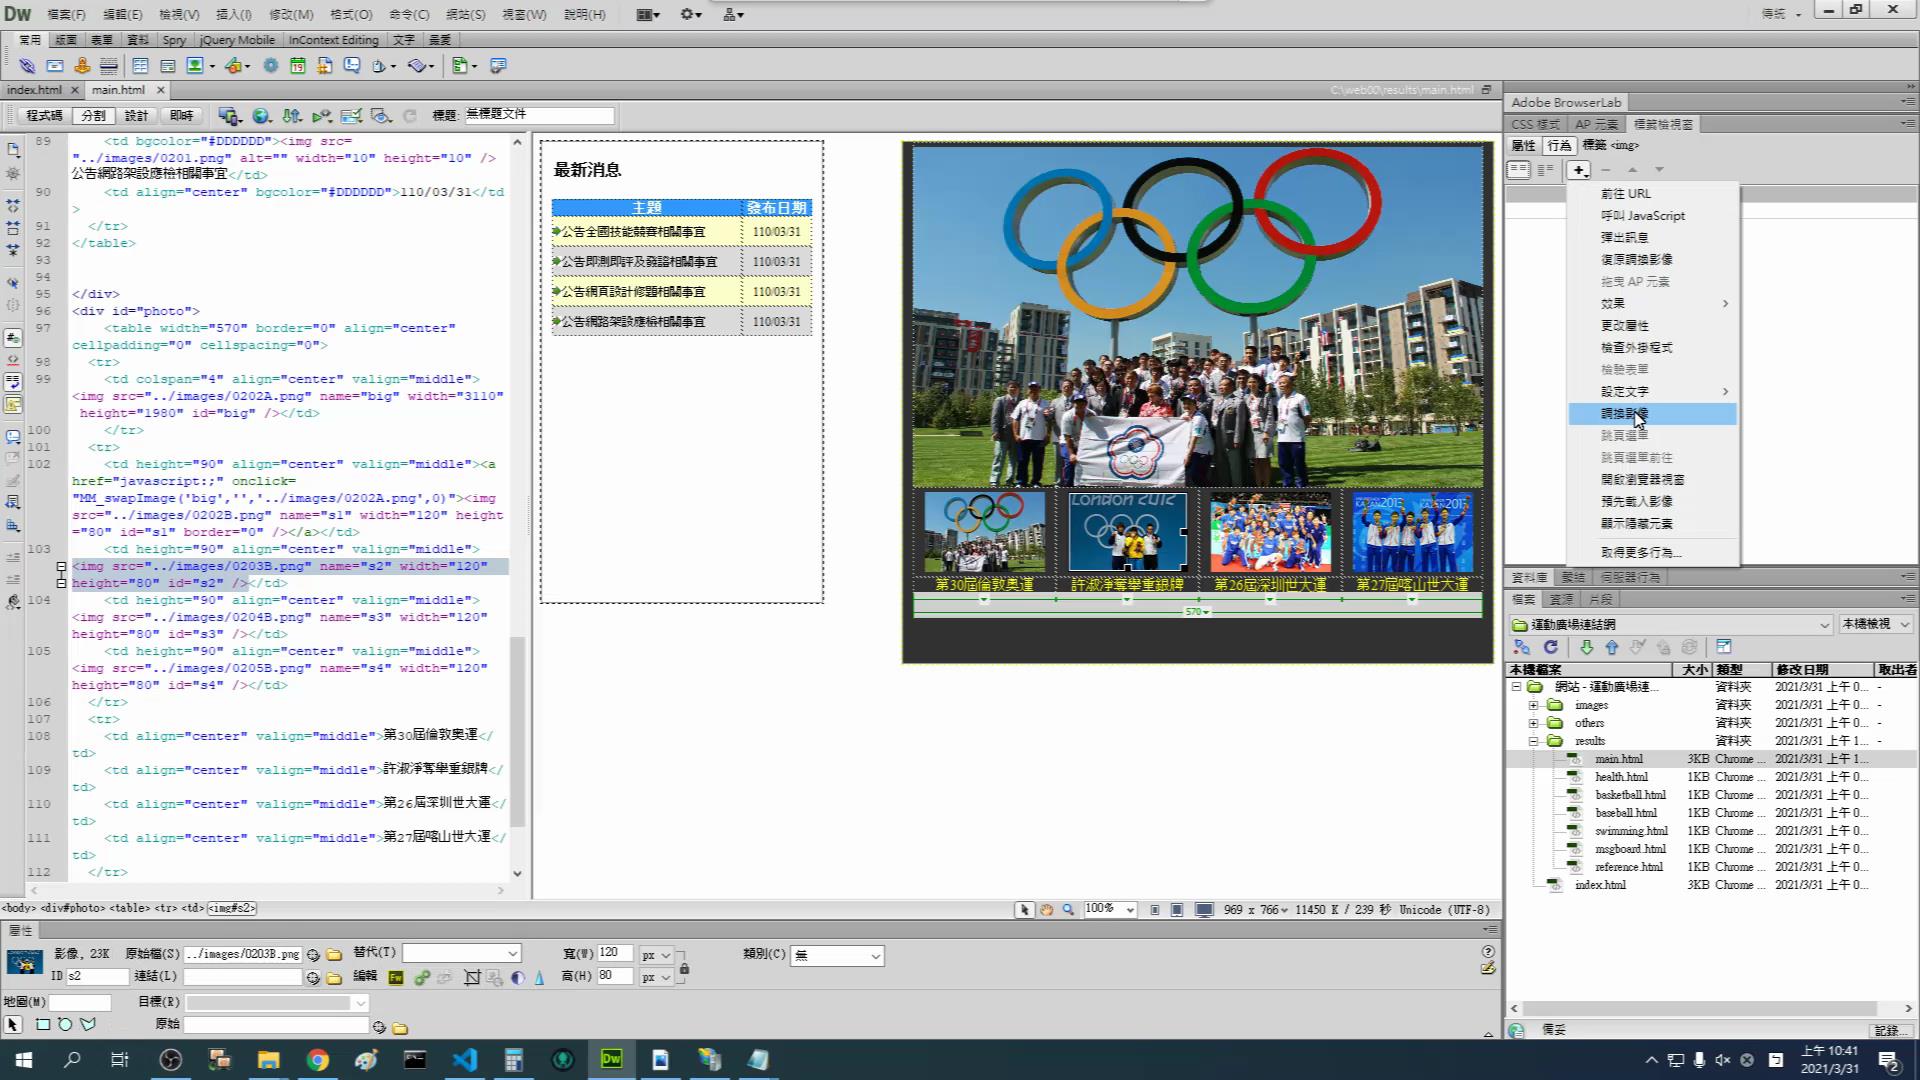 Dw 檔案(F) 編輯(E) 檢視(V) 插入(I) 修改(M) 格式(O) 命令(C) 網站(S) 視窗(W) 說明(H) 傳統
常用 版面 表單 資料 Spry jQuery Mobile InContext Editing 文字 最愛
index.html main.html C:\web00\results\main.html
程式碼 分割 設計 即時 標題: 無標題文件
89 <td bgcolor="#DDDDDD"><img src=
"../images/0201.png" alt="" width="10" height="10" />
公告網路架設應檢相關事宜</td>
90 <td align="center" bgcolor="#DDDDDD">110/03/31</td
>
91 </tr>
92 </table>
93
94
95 </div>
96 <div id="photo">
97 <table width="570" border="0" align="center"
cellpadding="0" cellspacing="0">
98 <tr>
99 <td colspan="4" align="center" valign="middle">
<img src="../images/0202A.png" name="big" width="3110"
height="1980" id="big" /></td>
100 </tr>
101 <tr>
102 <td height="90" align="center" valign="middle"><a
href="javascript:;" onclick=
"MM_swapImage('big','','../images/0202A.png',0)"><img
src="../images/0202B.png" name="s1" width="120" height
="80" id="s1" border="0" /></a></td>
103 <td height="90" align="center" valign="middle">
<img src="../images/0203B.png" name="s2" width="120"
height="80" id="s2" /></td>
104 <td height="90" align="center" valign="middle">
<img src="../images/0204B.png" name="s3" width="120"
height="80" id="s3" /></td>
105 <td height="90" align="center" valign="middle">
<img src="../images/0205B.png" name="s4" width="120"
height="80" id="s4" /></td>
106 </tr>
107 <tr>
108 <td align="center" valign="middle">第30屆倫敦奧運</
td>
109 <td align="center" valign="middle">許淑淨奪舉重銀牌</
td>
110 <td align="center" valign="middle">第26屆深圳世大運</
td>
111 <td align="center" valign="middle">第27屆喀山世大運</
td>
112 </tr>
最新消息
主題 發布日期
公告全國技能競賽相關事宜 110/03/31
公告即測即評及發證相關事宜 110/03/31
公告網頁設計修題相關事宜 110/03/31
公告網路架設應檢相關事宜 110/03/31
LONDON 2012
第30屆倫敦奧運 許淑淨奪舉重銀牌 第26屆深圳世大運 第27屆喀山世大運
570
Adobe BrowserLab
CSS 樣式 AP 元素 標籤檢視窗
屬性 行為 標籤 <img>
前往 URL
呼叫 JavaScript
彈出訊息
復原調換影像
拖曳 AP 元素
效果
更改屬性
檢查外掛程式
檢驗表單
設定文字
調換影像
跳頁選單
跳頁選單前往
開啟瀏覽器視窗
預先載入影像
顯示隱藏元素
取得更多行為...
資料庫 繫結 伺服器行為
檔案 資源 片段
運動廣場連結網 本機檢視
本機檔案 大小 類型 修改日期 取出者
網站 - 運動廣場連... 資料夾 2021/3/31 上午 0... -
images 資料夾 2021/3/31 上午 0... -
others 資料夾 2021/3/31 上午 0... -
results 資料夾 2021/3/31 上午 1... -
main.html 3KB Chrome ... 2021/3/31 上午 1...
health.html 1KB Chrome ... 2021/3/31 上午 0...
basketball.html 1KB Chrome ... 2021/3/31 上午 0...
baseball.html 1KB Chrome ... 2021/3/31 上午 0...
swimming.html 1KB Chrome ... 2021/3/31 上午 0...
msgboard.html 1KB Chrome ... 2021/3/31 上午 0...
reference.html 1KB Chrome ... 2021/3/31 上午 0...
index.html 3KB Chrome ... 2021/3/31 上午 0...
<body> <div#photo> <table> <tr> <td> <img#s2> 100% 969 x 766 11450 K / 239 秒 Unicode (UTF-8)
屬性
影像, 23K 原始檔(S) ../images/0203B.png 替代(T) 寬(W) 120 px 類別(C) 無
ID s2 連結(L) 編輯 Fw 高(H) 80 px
地圖(M) 目標(R)
原始
備妥 記錄...
Dw 上午 10:41
2021/3/31 2